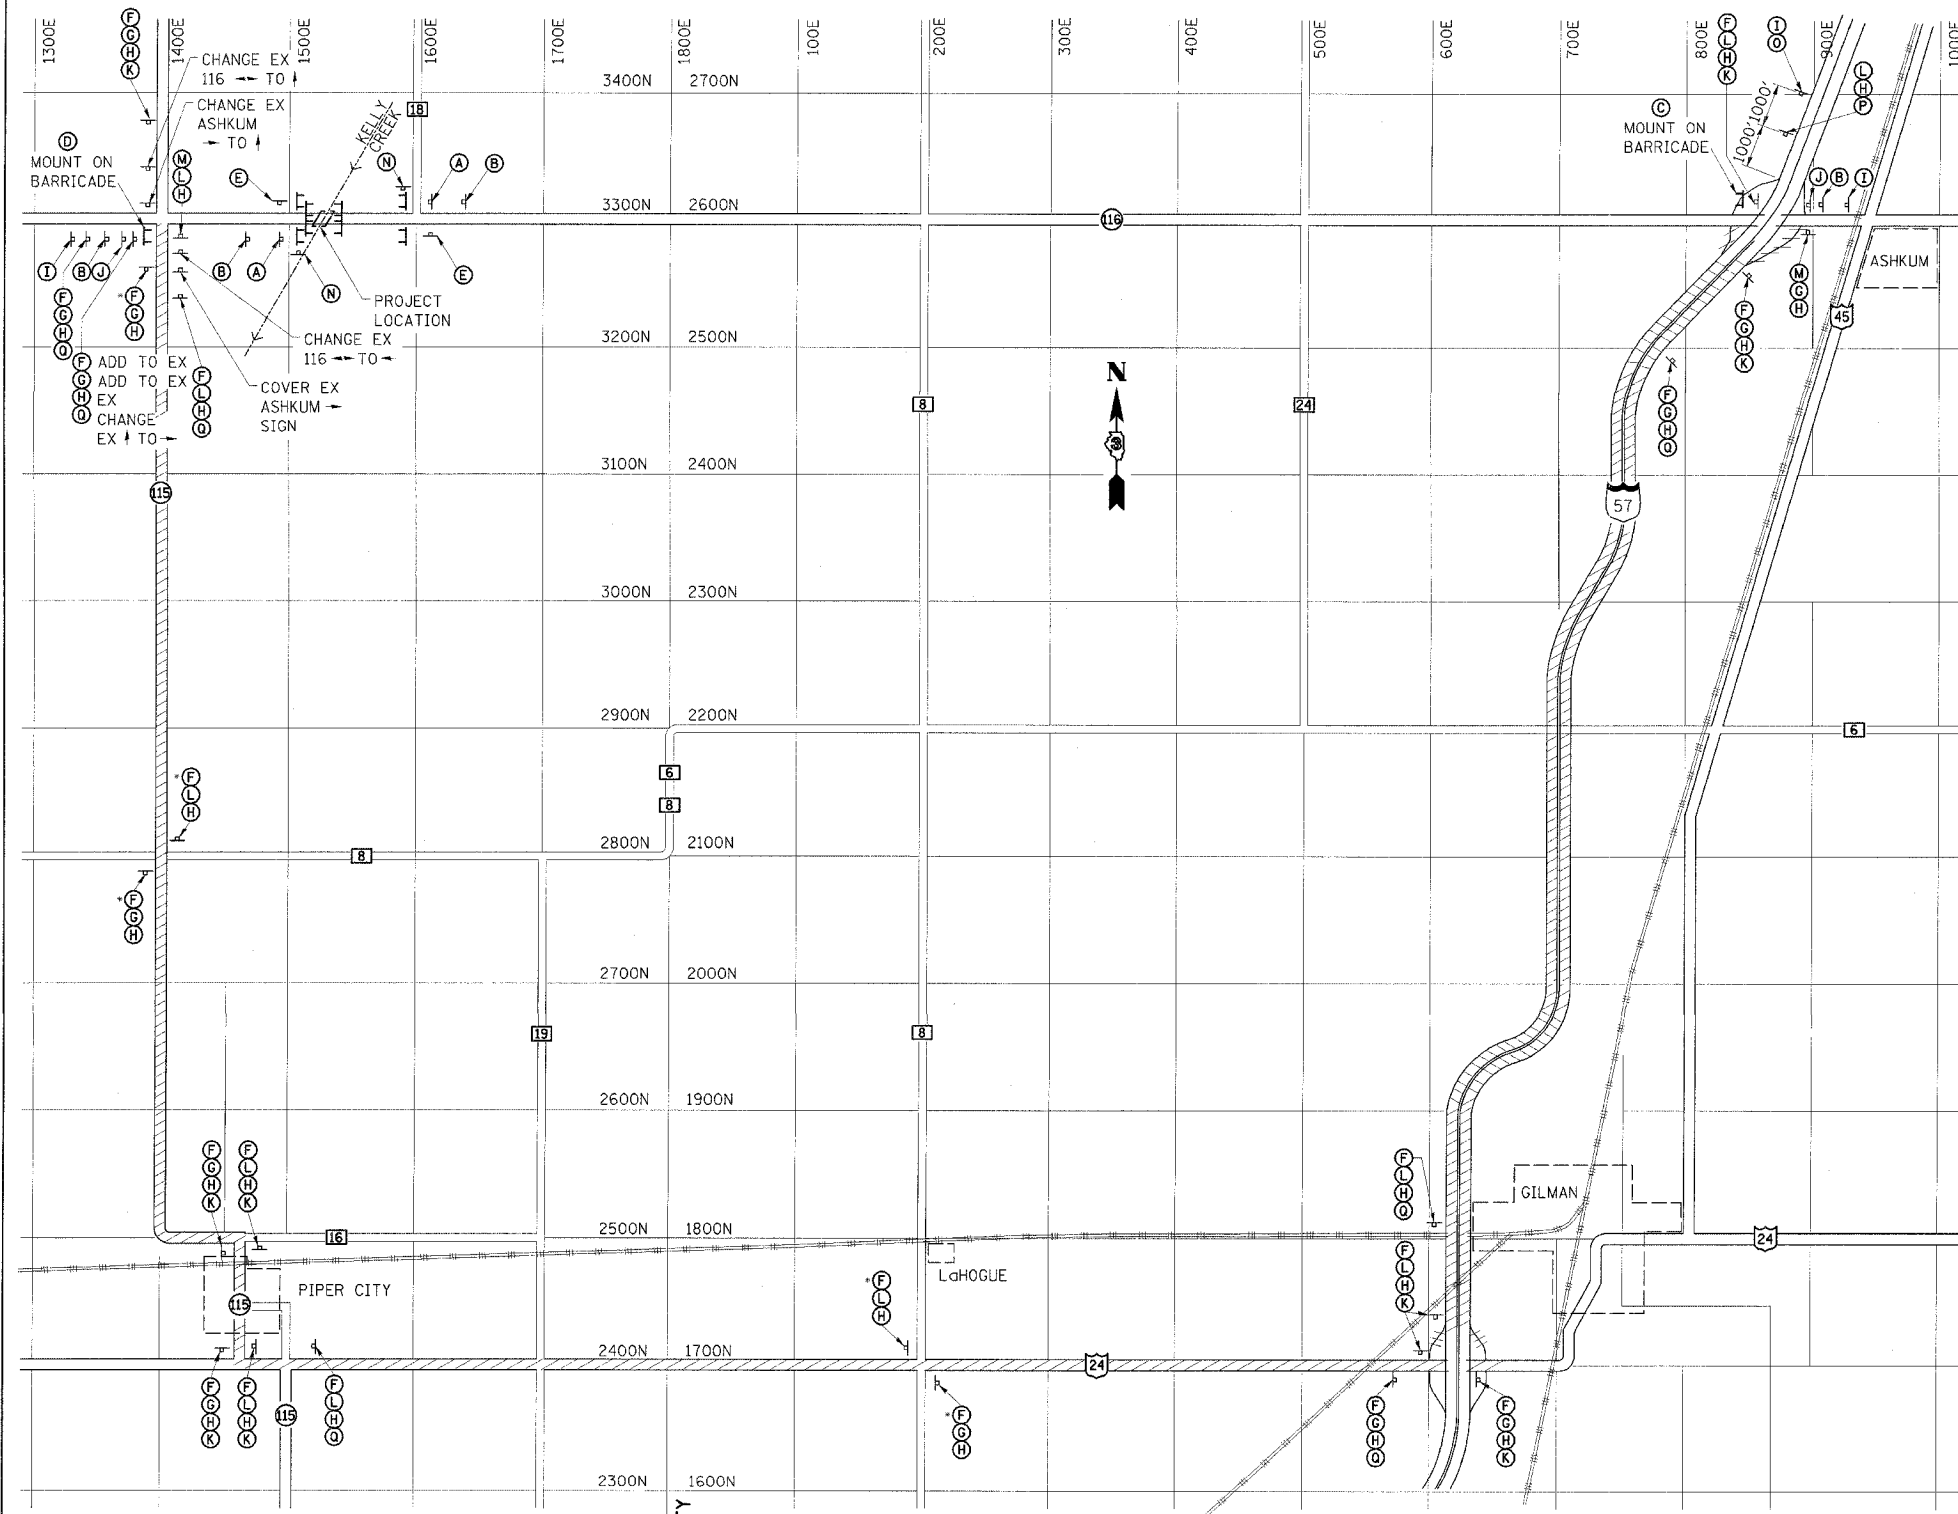 1300E
1400E
1500E
1600E
1700E
1800E
100E
200E
300E
400E
500E
600E
700E
800E
900E
1000E
F
G
H
K
CHANGE EX
116 ↔ TO ↑
CHANGE EX
ASHKUM
→ TO ↑
3400N 2700N
18
KELLY
CREEK
F
L
H
K
I
O
L
H
P
1000' 1000'
C
MOUNT ON
BARRICADE
D
MOUNT ON
BARRICADE
M
L
H
E
N
A
B
J
B
I
3300N 2600N
116
I
B
J
B
A
N
E
F
G
H
Q
*F
G
H
PROJECT
LOCATION
M
G
H
ASHKUM
45
3200N 2500N
CHANGE EX
116 ↔ TO ←
F ADD TO EX
G ADD TO EX
H EX
Q CHANGE
EX ↑ TO →
F
L
H
Q
COVER EX
ASHKUM →
SIGN
F
G
H
K
F
G
H
Q
N
3
8
24
3100N 2400N
115
57
3000N 2300N
2900N 2200N
6
6
8
*F
L
H
2800N 2100N
8
*F
G
H
2700N 2000N
19
8
2600N 1900N
F
G
H
K
F
L
H
K
F
L
H
Q
GILMAN
2500N 1800N
16
24
PIPER CITY
LaHOGUE
115
*F
L
H
F
L
H
K
2400N 1700N
24
F
G
H
K
F
L
H
K
F
L
H
Q
115
*F
G
H
F
G
H
Q
F
G
H
K
2300N 1600N